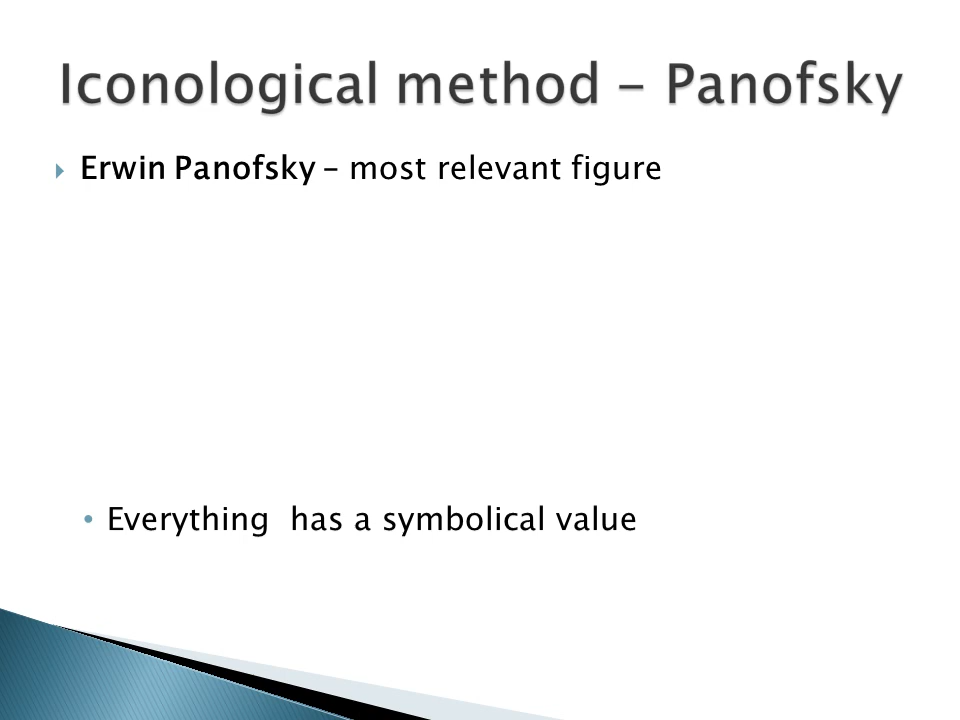 Iconological method - Panofsky
Erwin Panofsky – most relevant figure
Everything  has a symbolical value